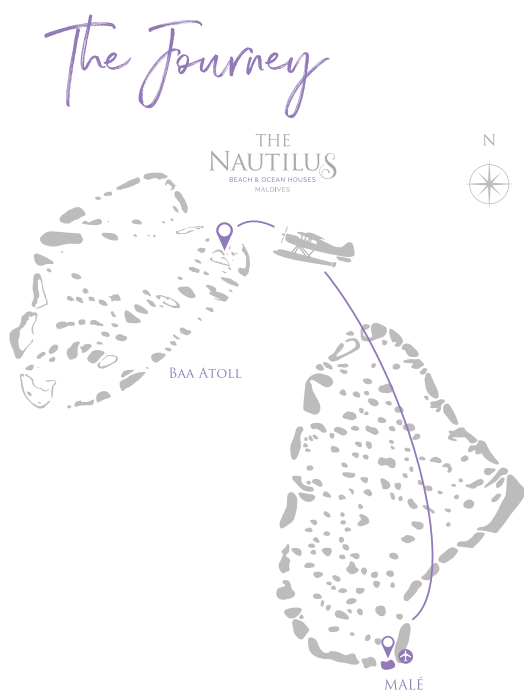 The Journey
THE
NAUTILUS
BEACH & OCEAN HOUSES
MALDIVES
N
BAA ATOLL
MALÉ